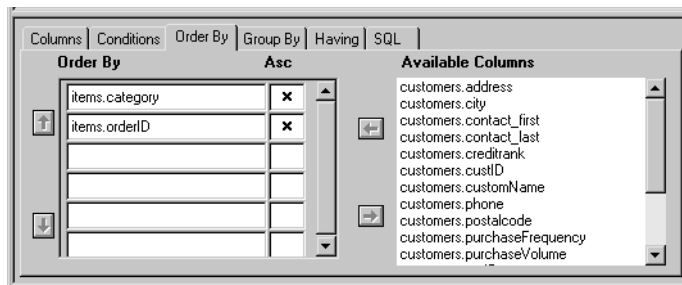 Columns Conditions Order By Group By Having SQL
Order By Asc Available Columns
items.category x
items.orderID x
customers.address
customers.city
customers.contact_first
customers.contact_last
customers.creditrank
customers.custID
customers.customName
customers.phone
customers.postalcode
customers.purchaseFrequency
customers.purchaseVolume